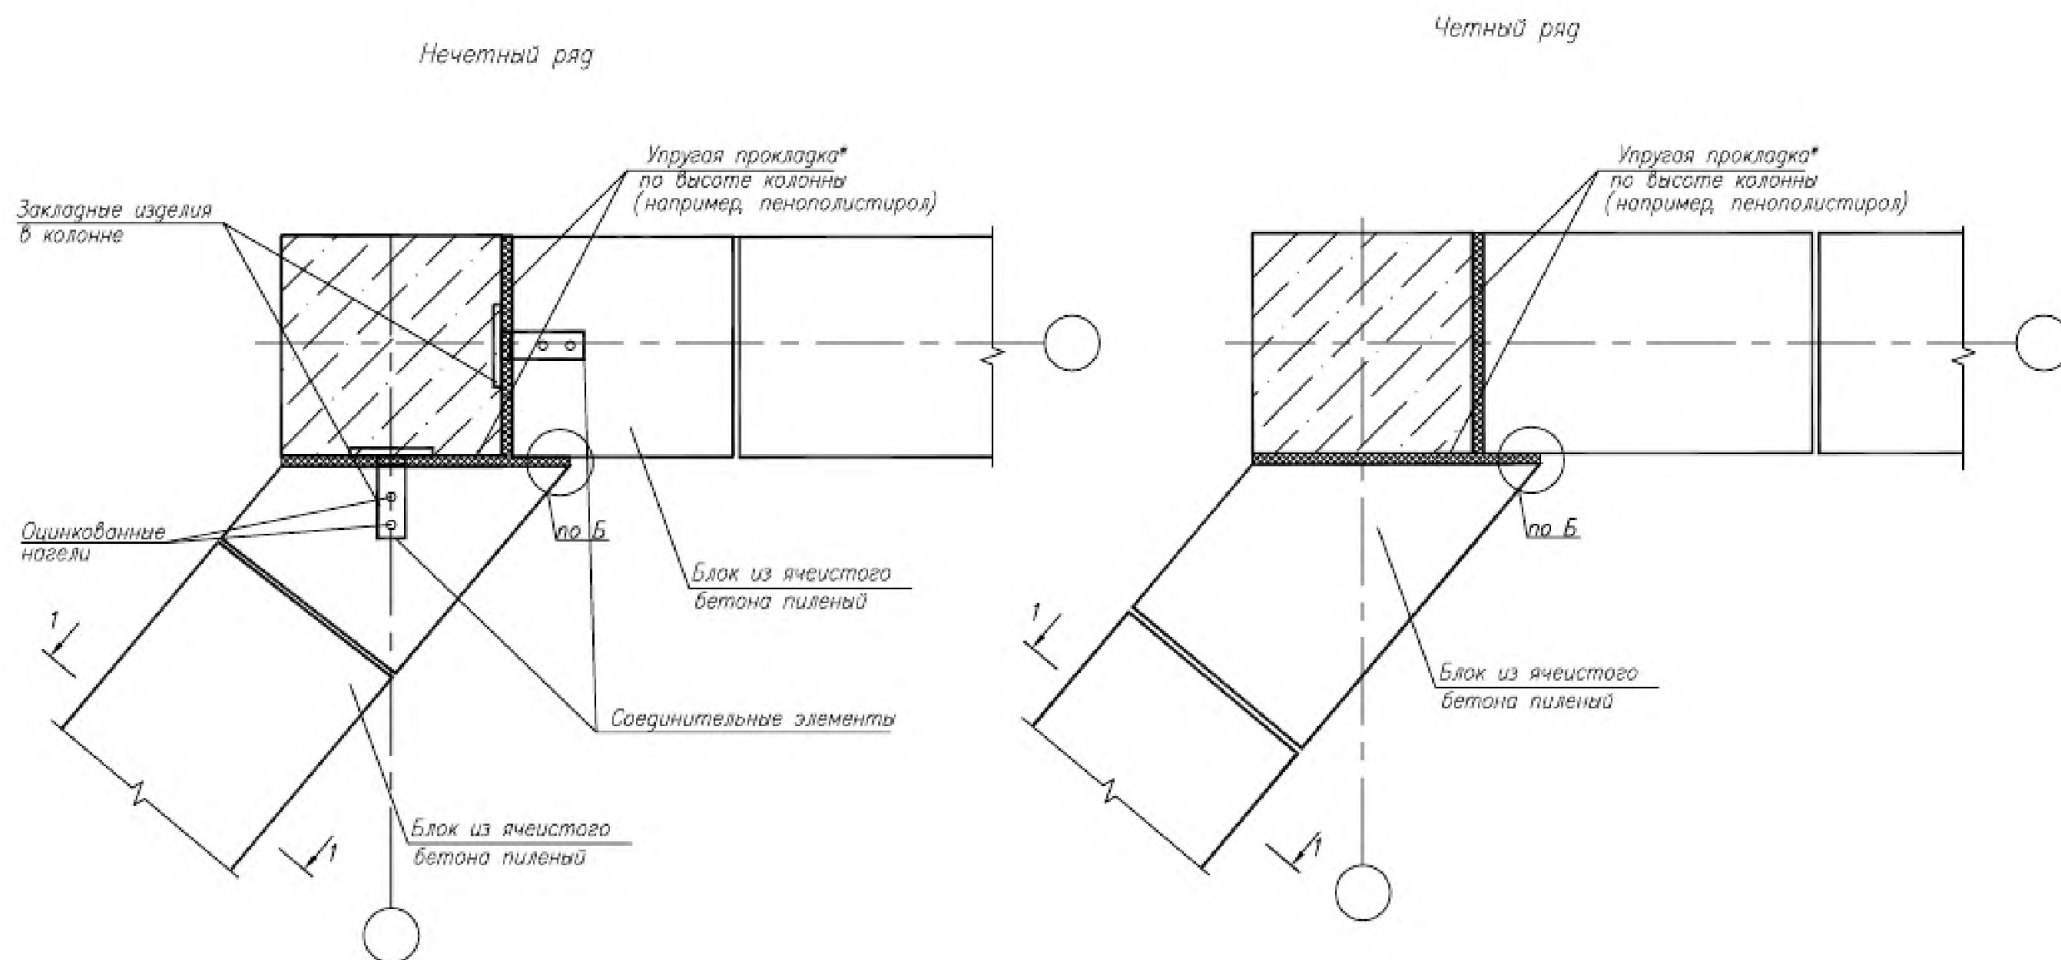 Нечетный ряд
Четный ряд
Упругая прокладка*
по высоте колонны
(например, пенополистирол)
Закладные изделия
в колонне
Оцинкованные
нагели
по Б
Блок из ячеистого
бетона пиленый
1
Соединительные элементы
Блок из ячеистого
бетона пиленый
1
Упругая прокладка*
по высоте колонны
(например, пенополистирол)
по Б
1
Блок из ячеистого
бетона пиленый
1